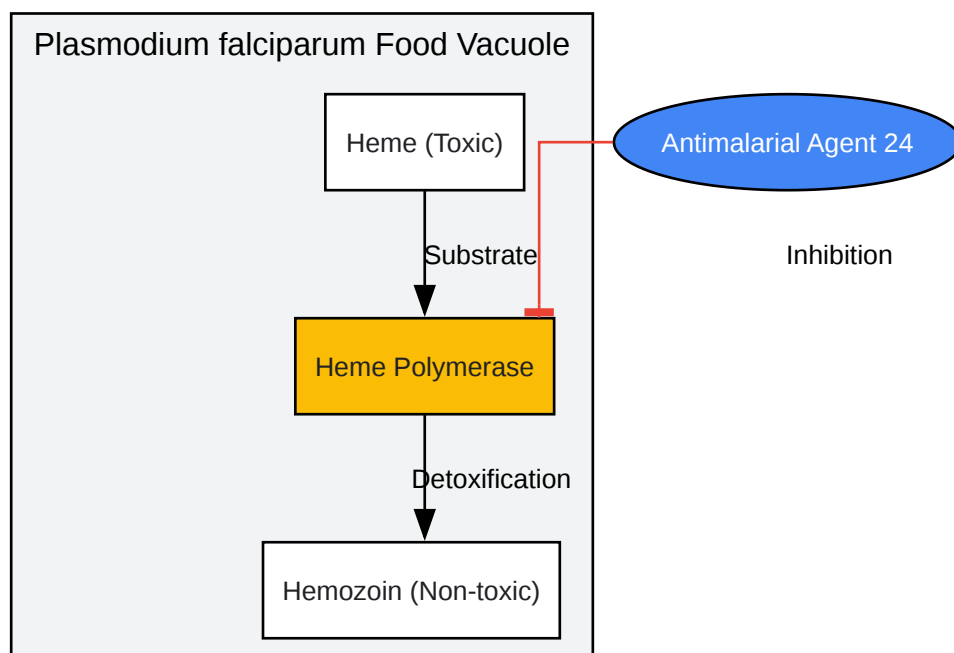 Plasmodium falciparum Food Vacuole
Heme (Toxic)
Antimalarial Agent 24
Substrate
Inhibition
Heme Polymerase
Detoxification
Hemozoin (Non-toxic)